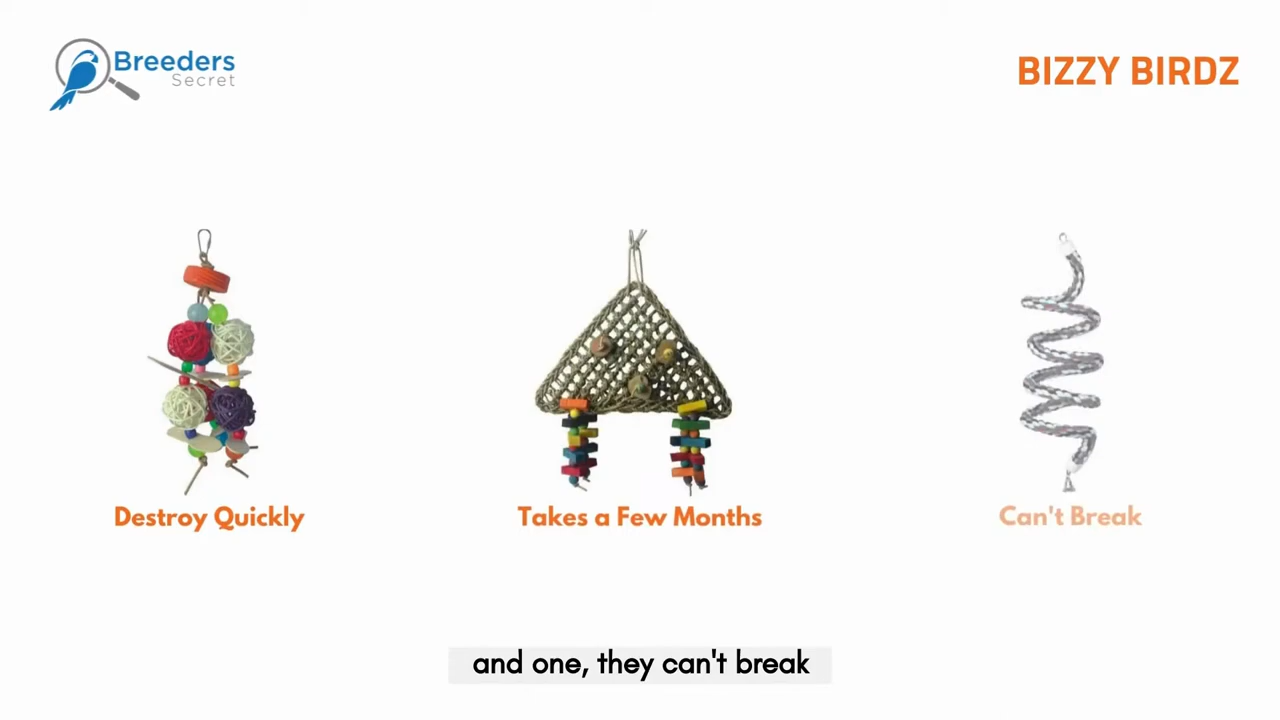 Breeders
Secret
BIZZY BIRDZ
Destroy Quickly
Takes a Few Months
Can't Break
and one, they can't break